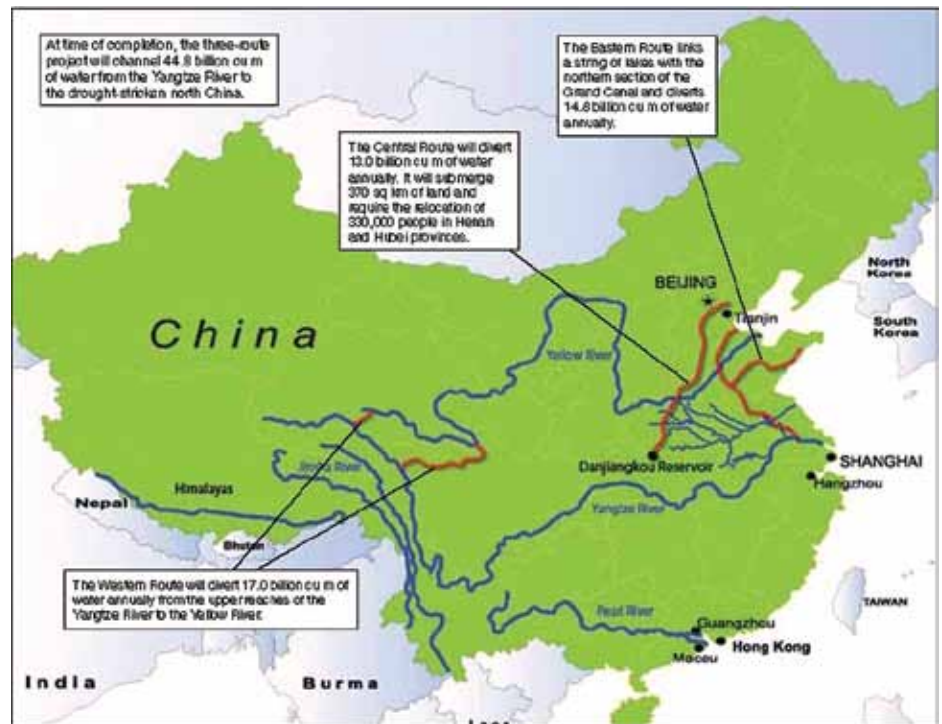 At time of completion, the three-route
project will channel 44.8 billion cu m
of water from the Yangtze River to
the drought-stricken north China.
The Eastern Route links
a string of lakes with the
northern section of the
Grand Canal and diverts
14.8 billion cu m of water
annually.
The Central Route will divert
13.0 billion cu m of water
annually. It will submerge
370 sq km of land and
require the relocation of
330,000 people in Henan
and Hubei provinces.
North
Korea
BEIJING
Tianjin
South
Korea
China
Yellow River
Jinsha River
Danjiangkou Reservoir
SHANGHAI
Hangzhou
Himalayas
Nepal
Yangtze River
Bhutan
The Western Route will divert 17.0 billion cu m of
water annually from the upper reaches of the
Yangtze River to the Yellow River.
TAIWAN
Pearl River
Guangzhou
Hong Kong
Macau
India
Burma